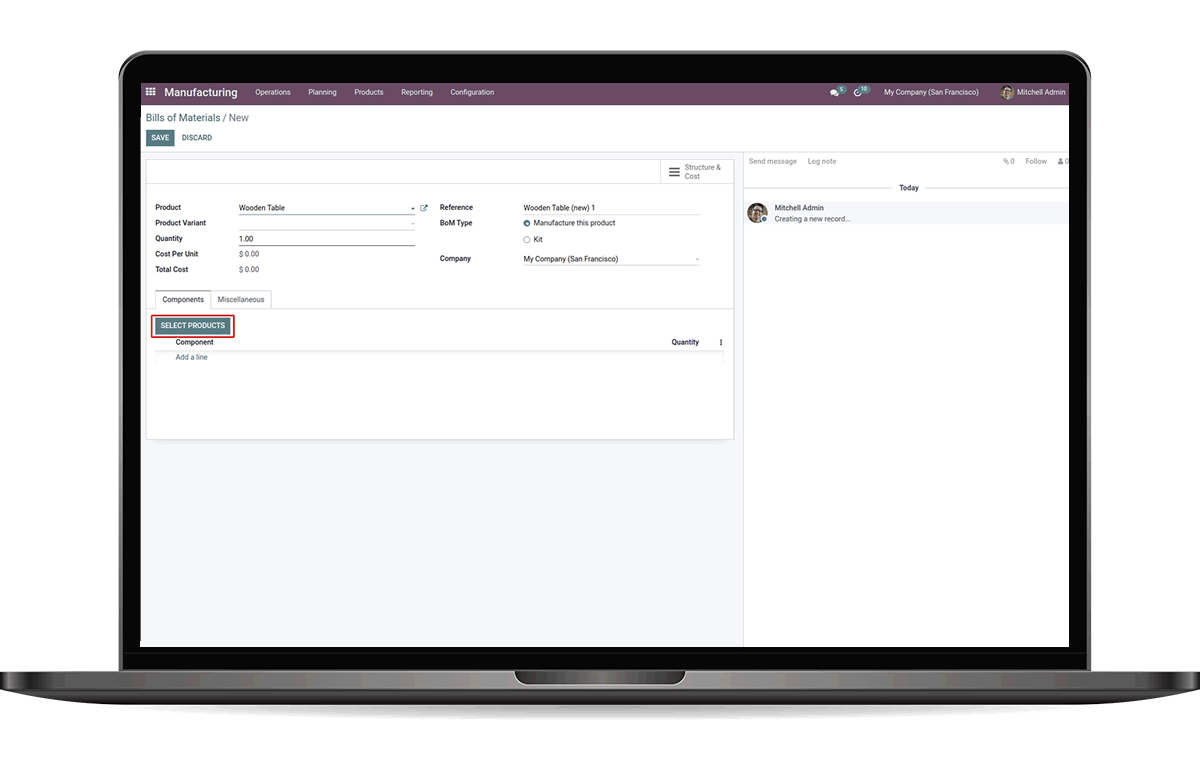 Manufacturing Operations Planning Products Reporting Configuration 5 10 My Company (San Francisco) Mitchell Admin
Bills of Materials / New
SAVE DISCARD
Structure &
Cost
Product Wooden Table
Product Variant
Quantity 1.00
Cost Per Unit $ 0.00
Total Cost $ 0.00
Reference Wooden Table (new) 1
BoM Type Manufacture this product
Kit
Company My Company (San Francisco)
Components Miscellaneous
SELECT PRODUCTS
Component Quantity
Add a line
Send message Log note 0 Follow 0
Today
Mitchell Admin
Creating a new record...